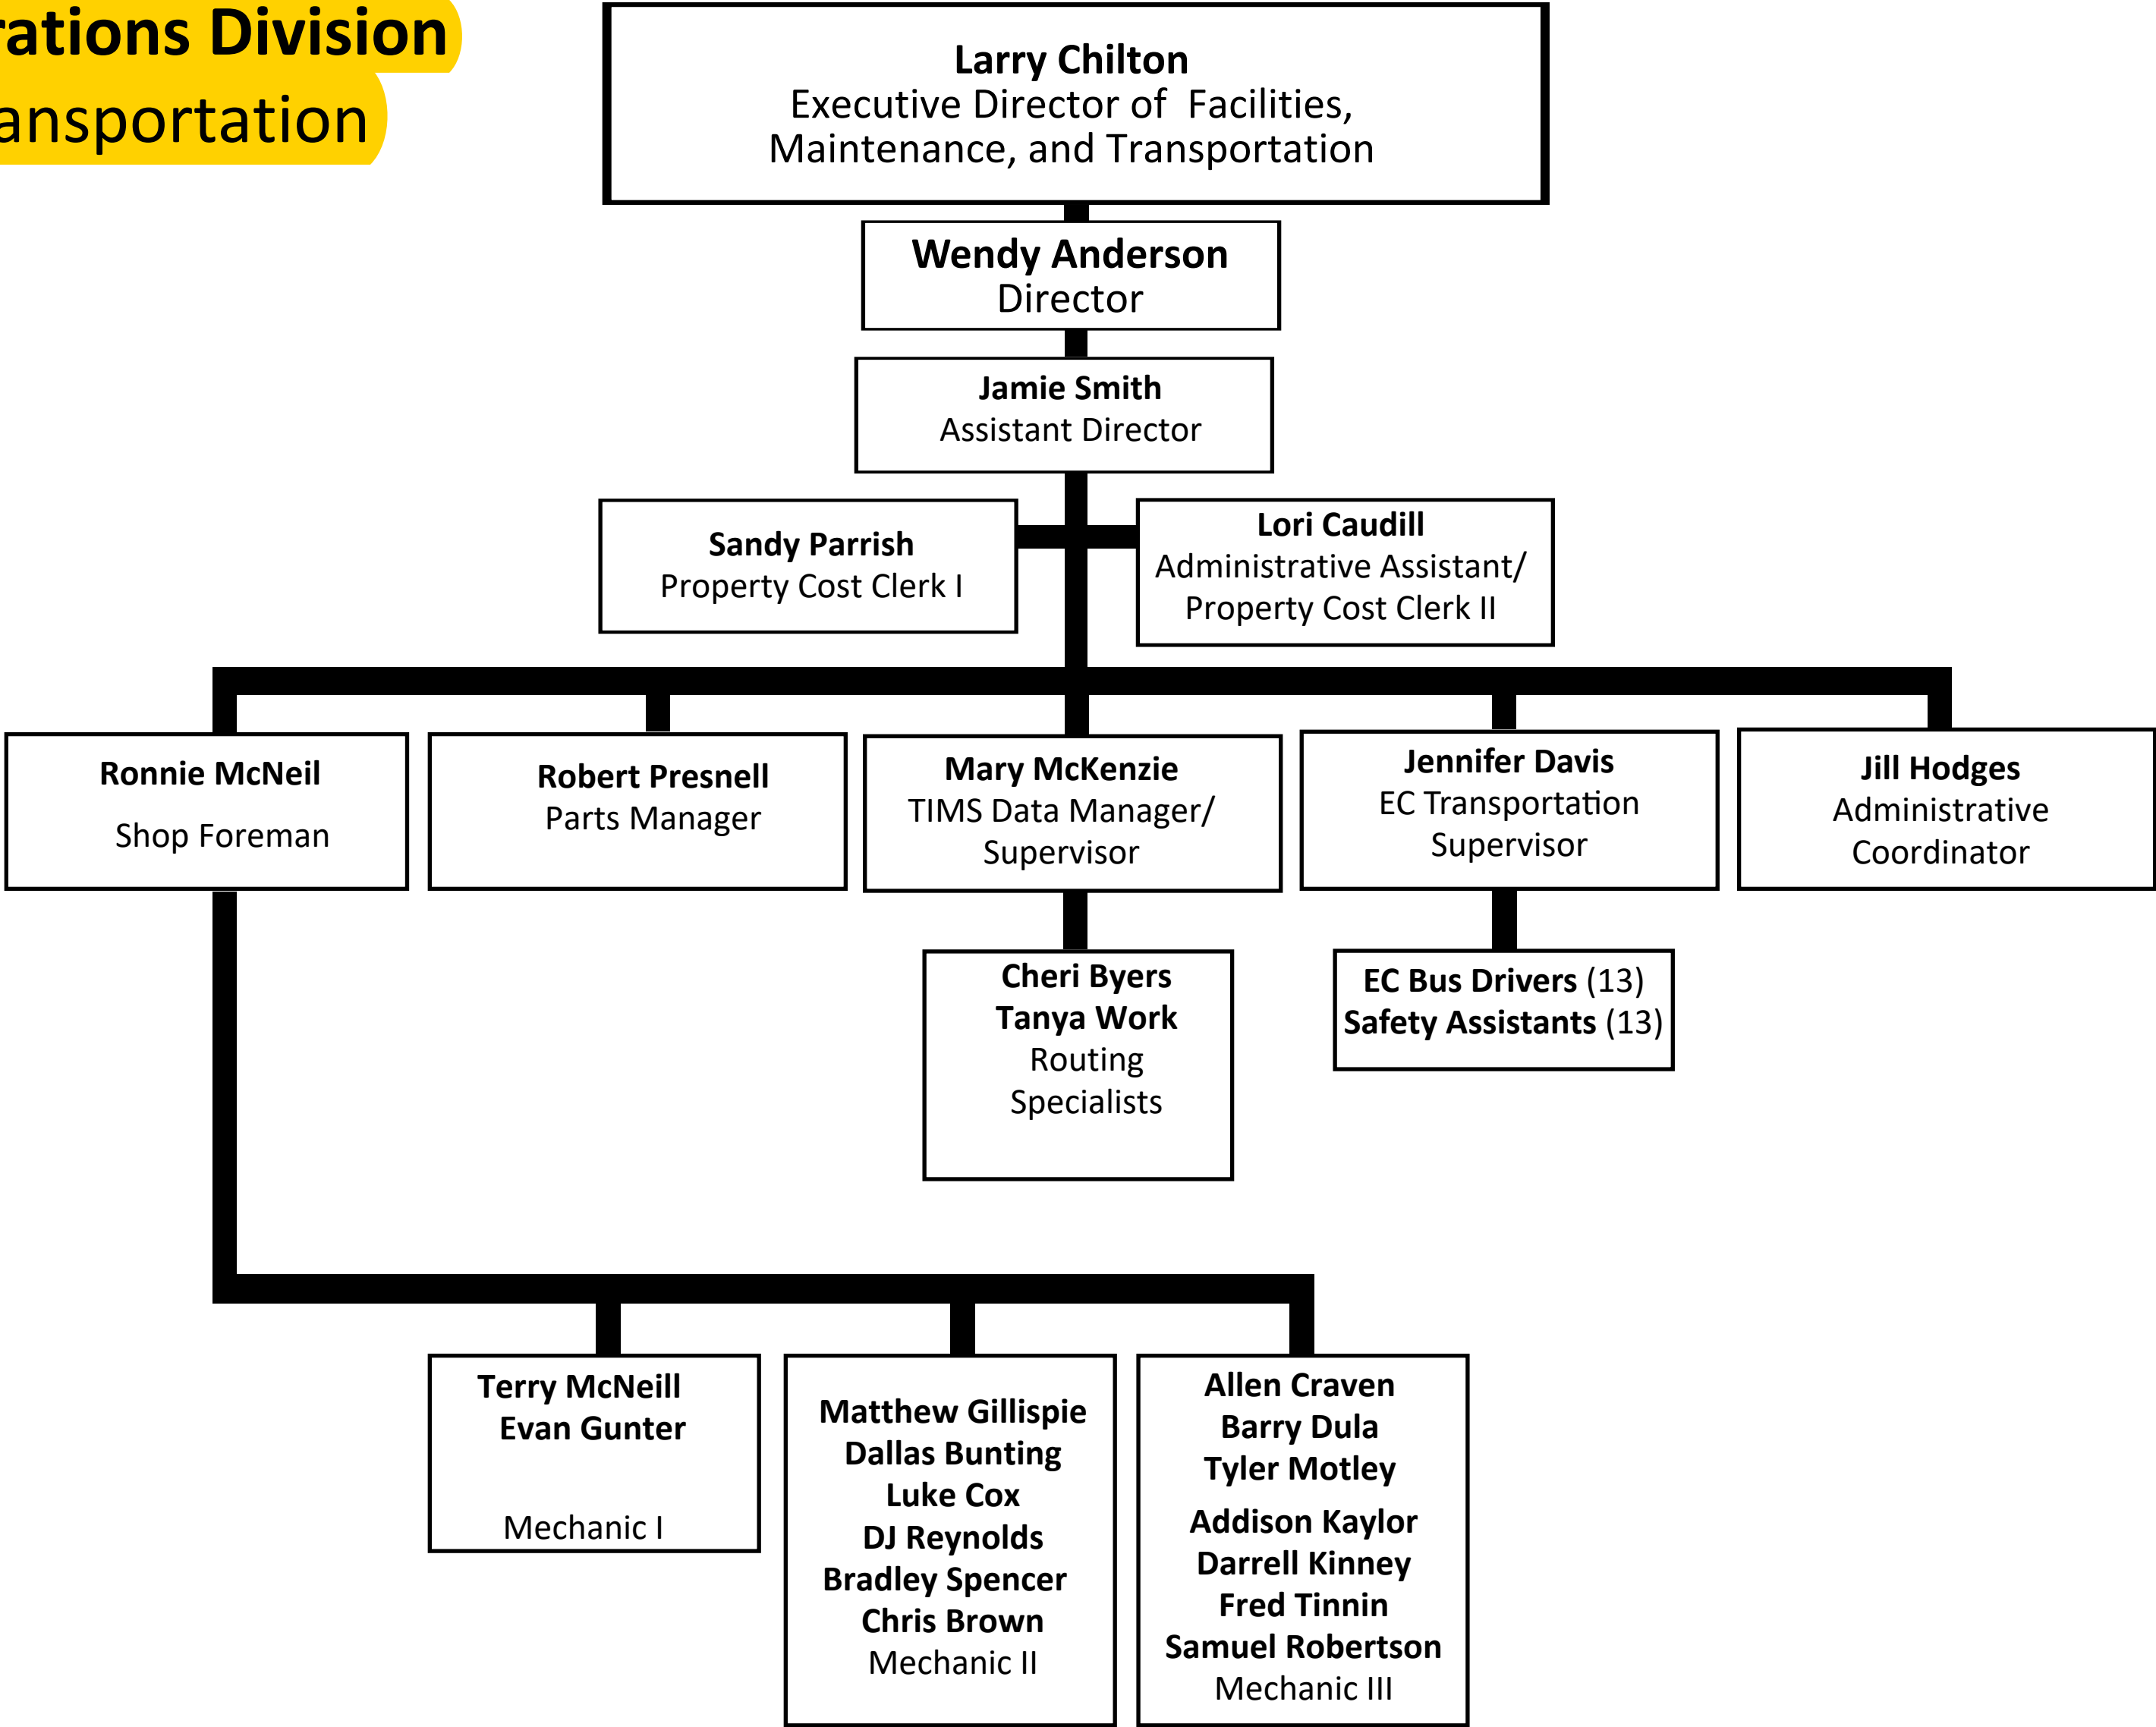 Division
Larry Chilton
Executive Director of Facilities,
Maintenance, and Transportation
Wendy Anderson
Director
Jamie Smith
Assistant Director
Sandy Parrish
Property Cost Clerk I
Lori Caudill
Administrative Assistant/
Property Cost Clerk II
Ronnie McNeil
Shop Foreman
Robert Presnell
Parts Manager
Mary McKenzie
TIMS Data Manager/
Supervisor
Jennifer Davis
EC Transportation
Supervisor
Jill Hodges
Administrative
Coordinator
Cheri Byers
Tanya Work
Routing
Specialists
EC Bus Drivers (13)
Safety Assistants (13)
Terry McNeill
Evan Gunter
Mechanic I
Matthew Gillispie
Dallas Bunting
Luke Cox
DJ Reynolds
Bradley Spencer
Chris Brown
Mechanic II
Allen Craven
Barry Dula
Tyler Motley
Addison Kaylor
Darrell Kinney
Fred Tinnin
Samuel Robertson
Mechanic III